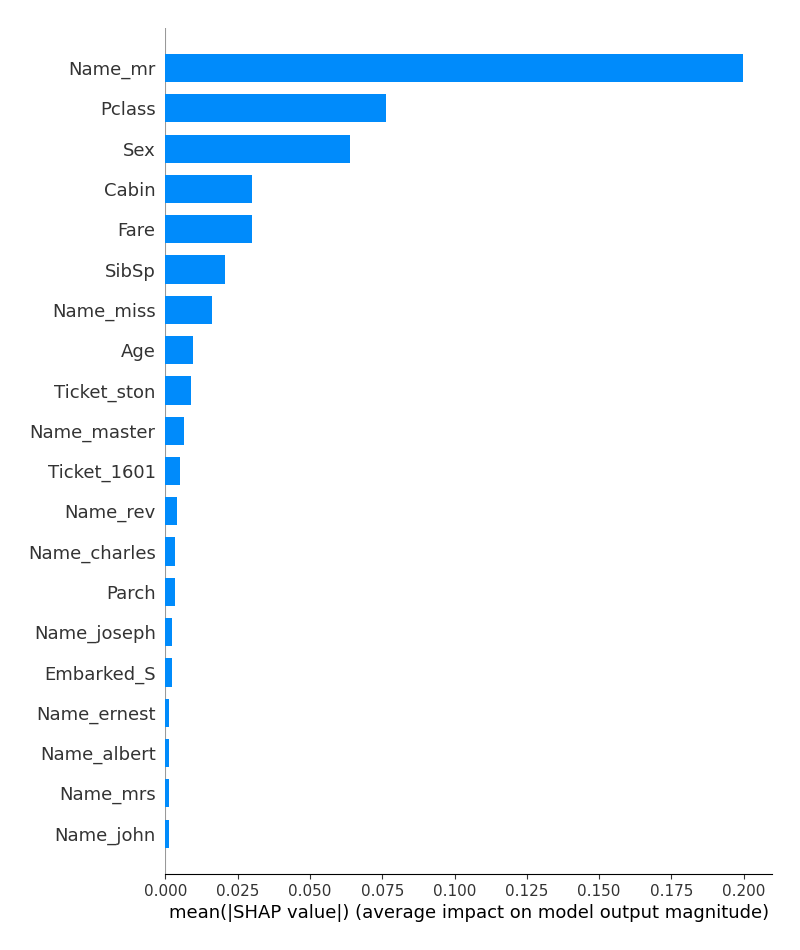 Name_mr
Pclass
Sex
Cabin
Fare
SibSp
Name_miss
Age
Ticket_ston
Name_master
Ticket_1601
Name_rev
Name_charles
Parch
Name_joseph
Embarked_S
Name_ernest
Name_albert
Name_mrs
Name_john
0.000 0.025 0.050 0.075 0.100 0.125 0.150 0.175 0.200
mean(|SHAP value|) (average impact on model output magnitude)